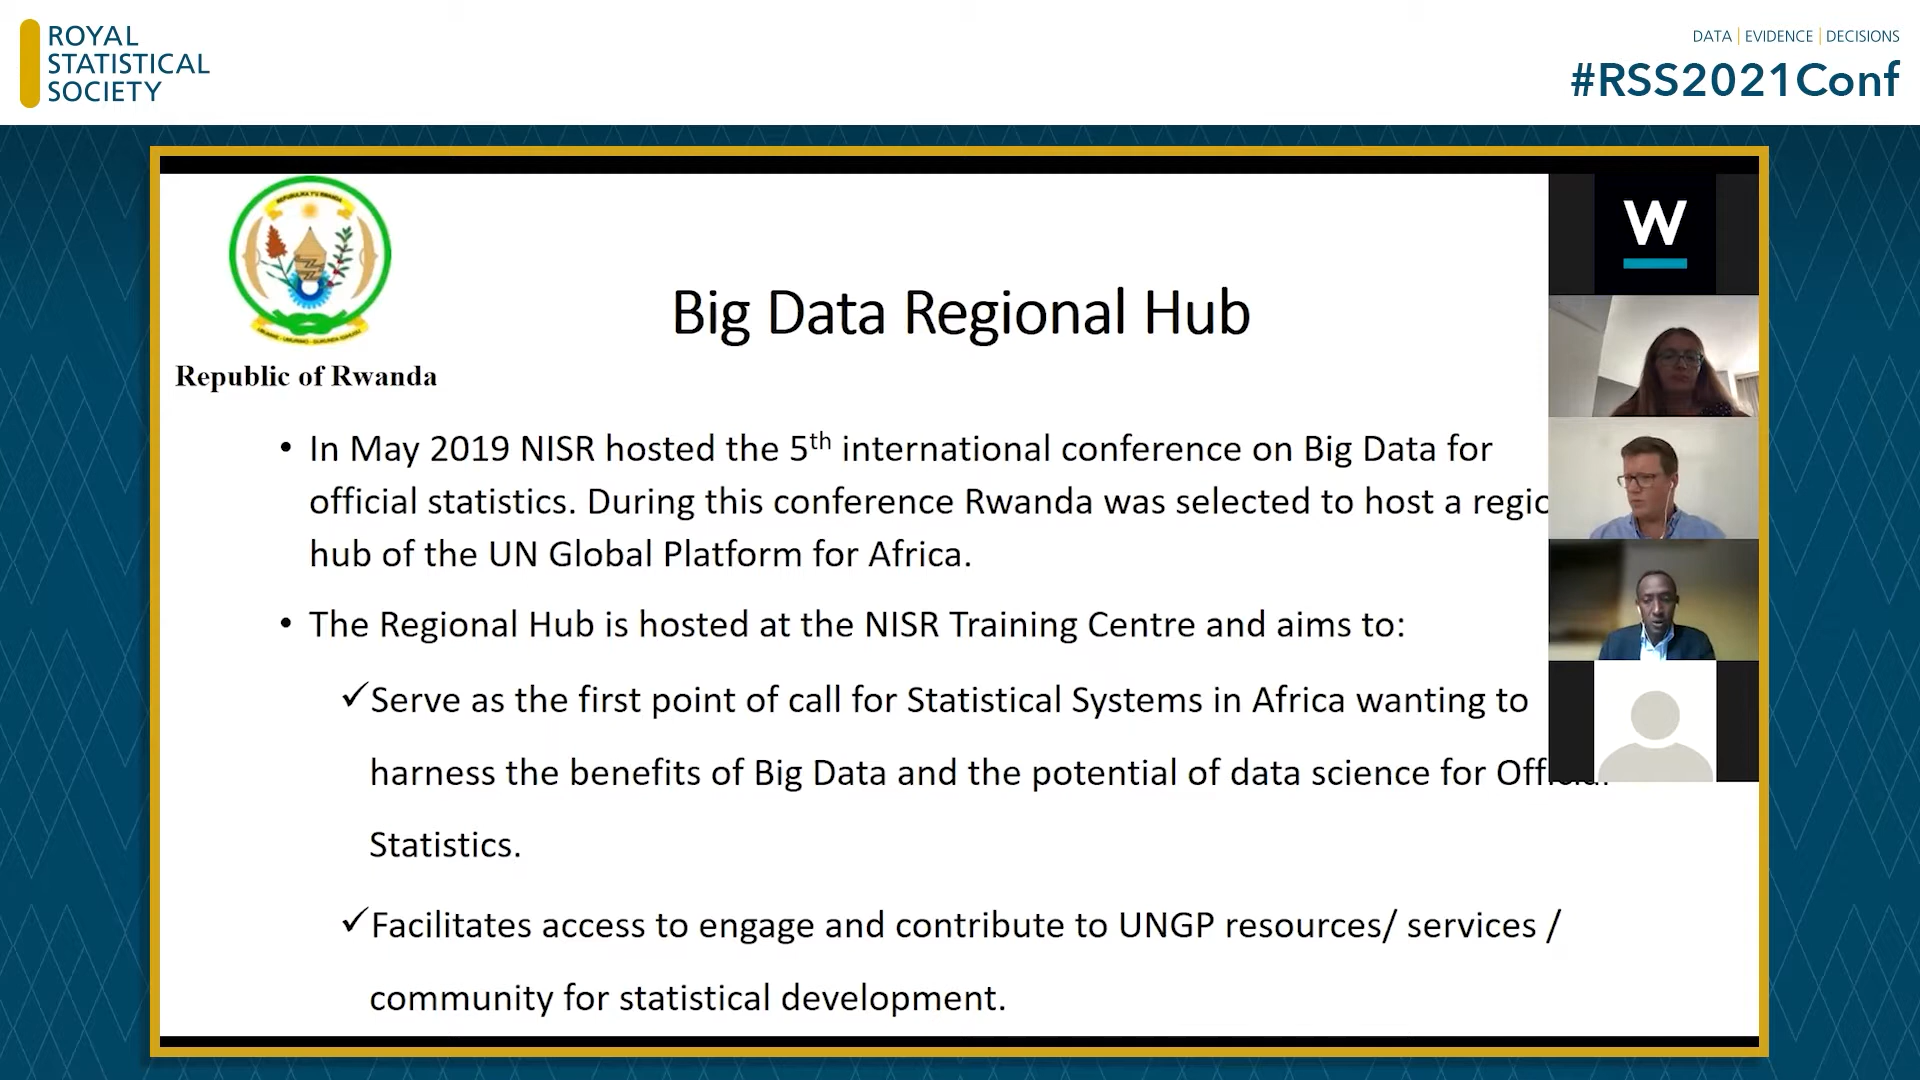 ROYAL
STATISTICAL
SOCIETY
DATA | EVIDENCE | DECISIONS
#RSS2021Conf
W
Republic of Rwanda
Big Data Regional Hub
• In May 2019 NISR hosted the 5th international conference on Big Data for
official statistics. During this conference Rwanda was selected to host a regio
hub of the UN Global Platform for Africa.
• The Regional Hub is hosted at the NISR Training Centre and aims to:
✓Serve as the first point of call for Statistical Systems in Africa wanting to
harness the benefits of Big Data and the potential of data science for Official
Statistics.
✓Facilitates access to engage and contribute to UNGP resources/ services /
community for statistical development.